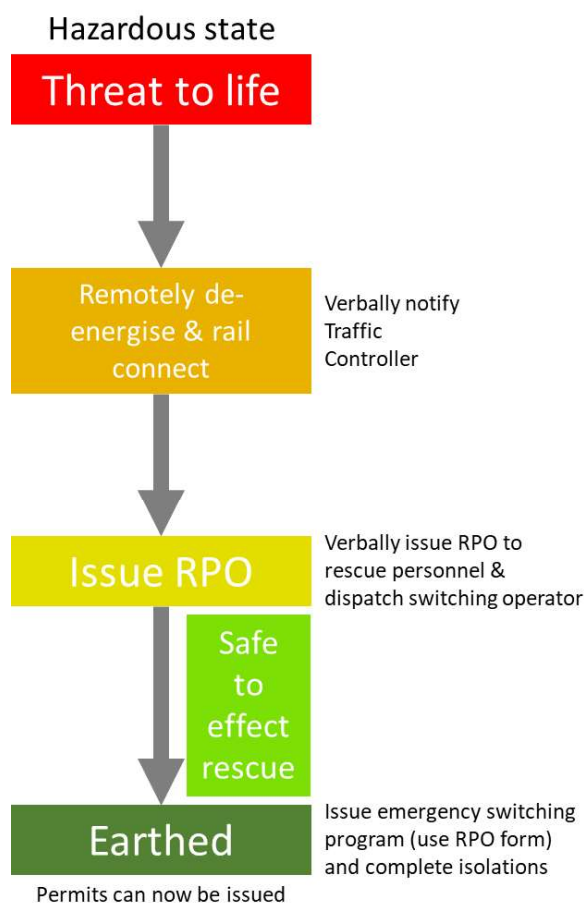 Hazardous state
Threat to life
Remotely de-
energise & rail
connect
Verbally notify
Traffic
Controller
Issue RPO
Verbally issue RPO to
rescue personnel &
dispatch switching operator
Safe
to
effect
rescue
Earthed
Issue emergency switching
program (use RPO form)
and complete isolations
Permits can now be issued